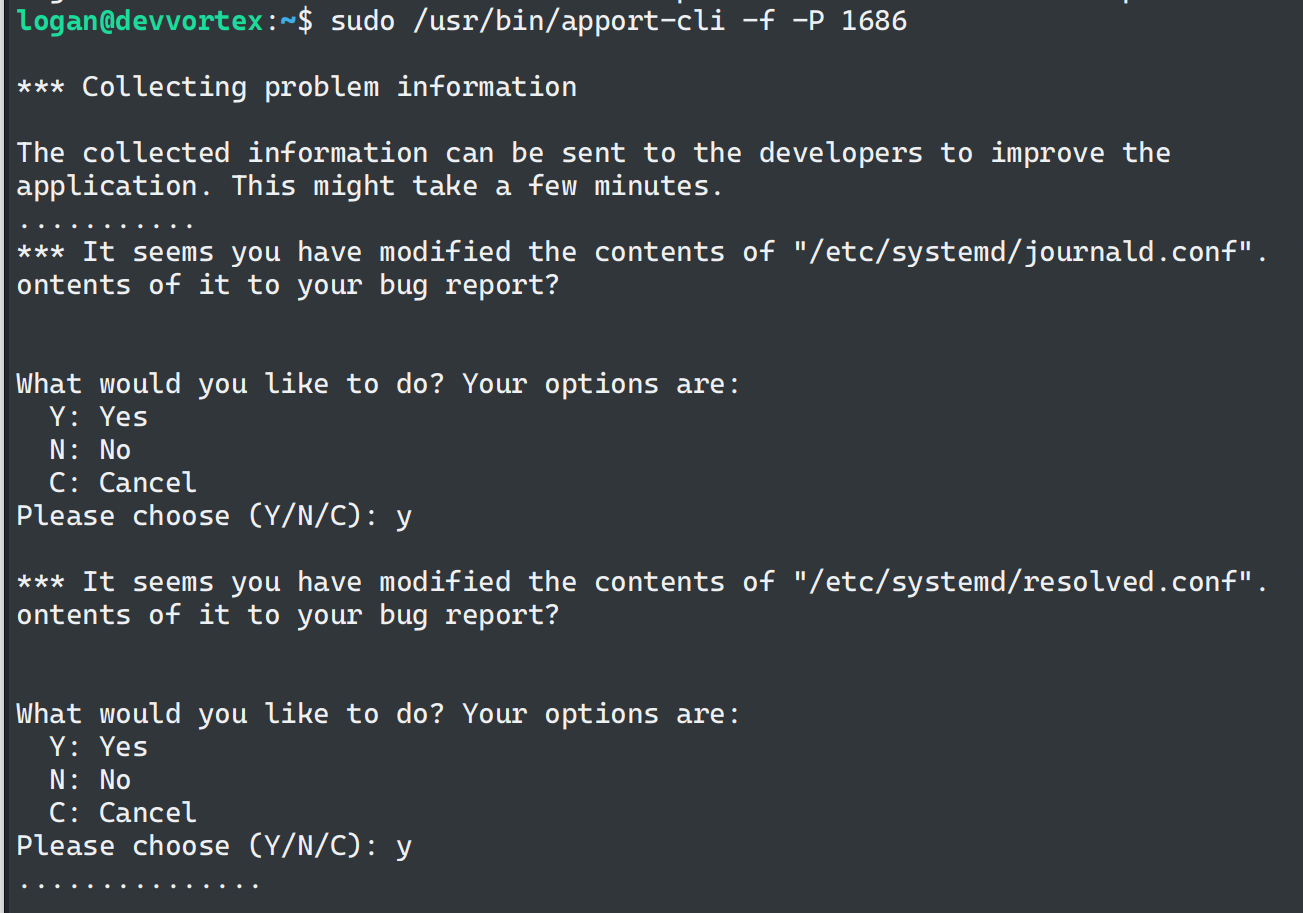 logan@devvortex:~$ sudo /usr/bin/apport-cli -f -P 1686
*** Collecting problem information
The collected information can be sent to the developers to improve the
application. This might take a few minutes.
...........
*** It seems you have modified the contents of "/etc/systemd/journald.conf".
ontents of it to your bug report?
What would you like to do? Your options are:
  Y: Yes
  N: No
  C: Cancel
Please choose (Y/N/C): y
*** It seems you have modified the contents of "/etc/systemd/resolved.conf".
ontents of it to your bug report?
What would you like to do? Your options are:
  Y: Yes
  N: No
  C: Cancel
Please choose (Y/N/C): y
...............